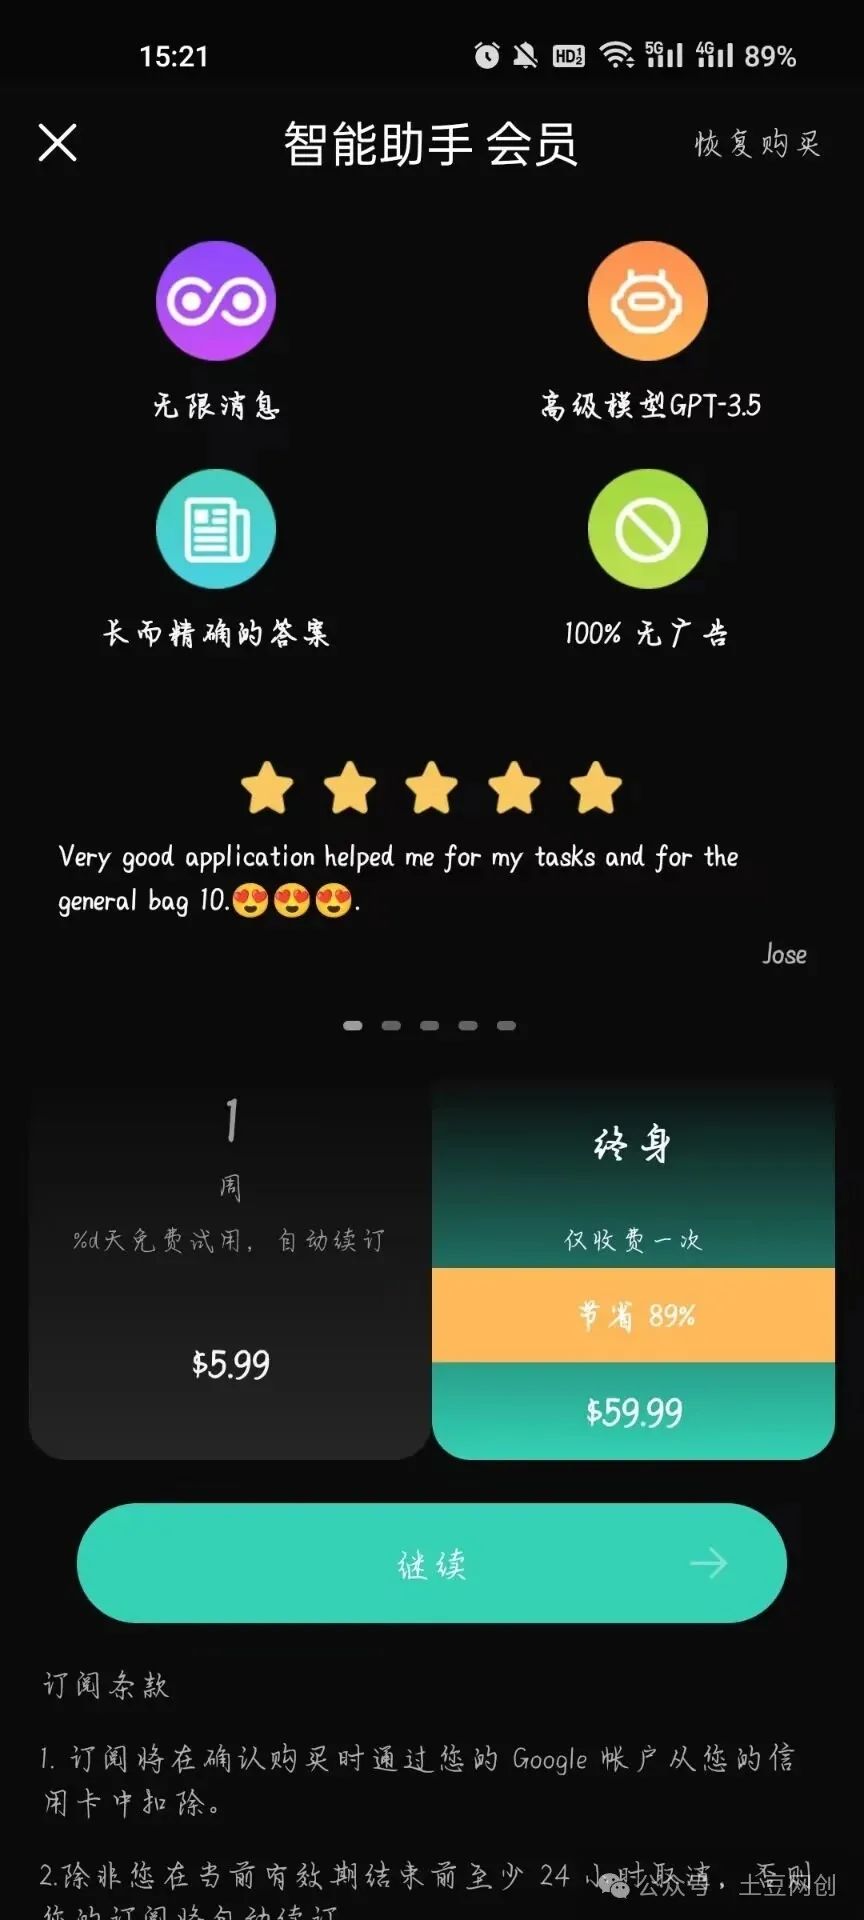 15:21
HD 5G 4G 89%
智能助手 会员
恢复购买
无限消息
高级模型GPT-3.5
长而精确的答案
100% 无广告
Very good application helped me for my tasks and for the
general bag 10.😍😍😍.
Jose
1
周
%d天免费试用，自动续订
$5.99
终身
仅收费一次
节省 89%
$59.99
继续
订阅条款
1. 订阅将在确认购买时通过您的 Google 帐户从您的信
用卡中扣除。
2.除非您在当前有效期结束前至少 24 小时取消，否则
您的订阅将自动续订
公众号 · 土豆网创